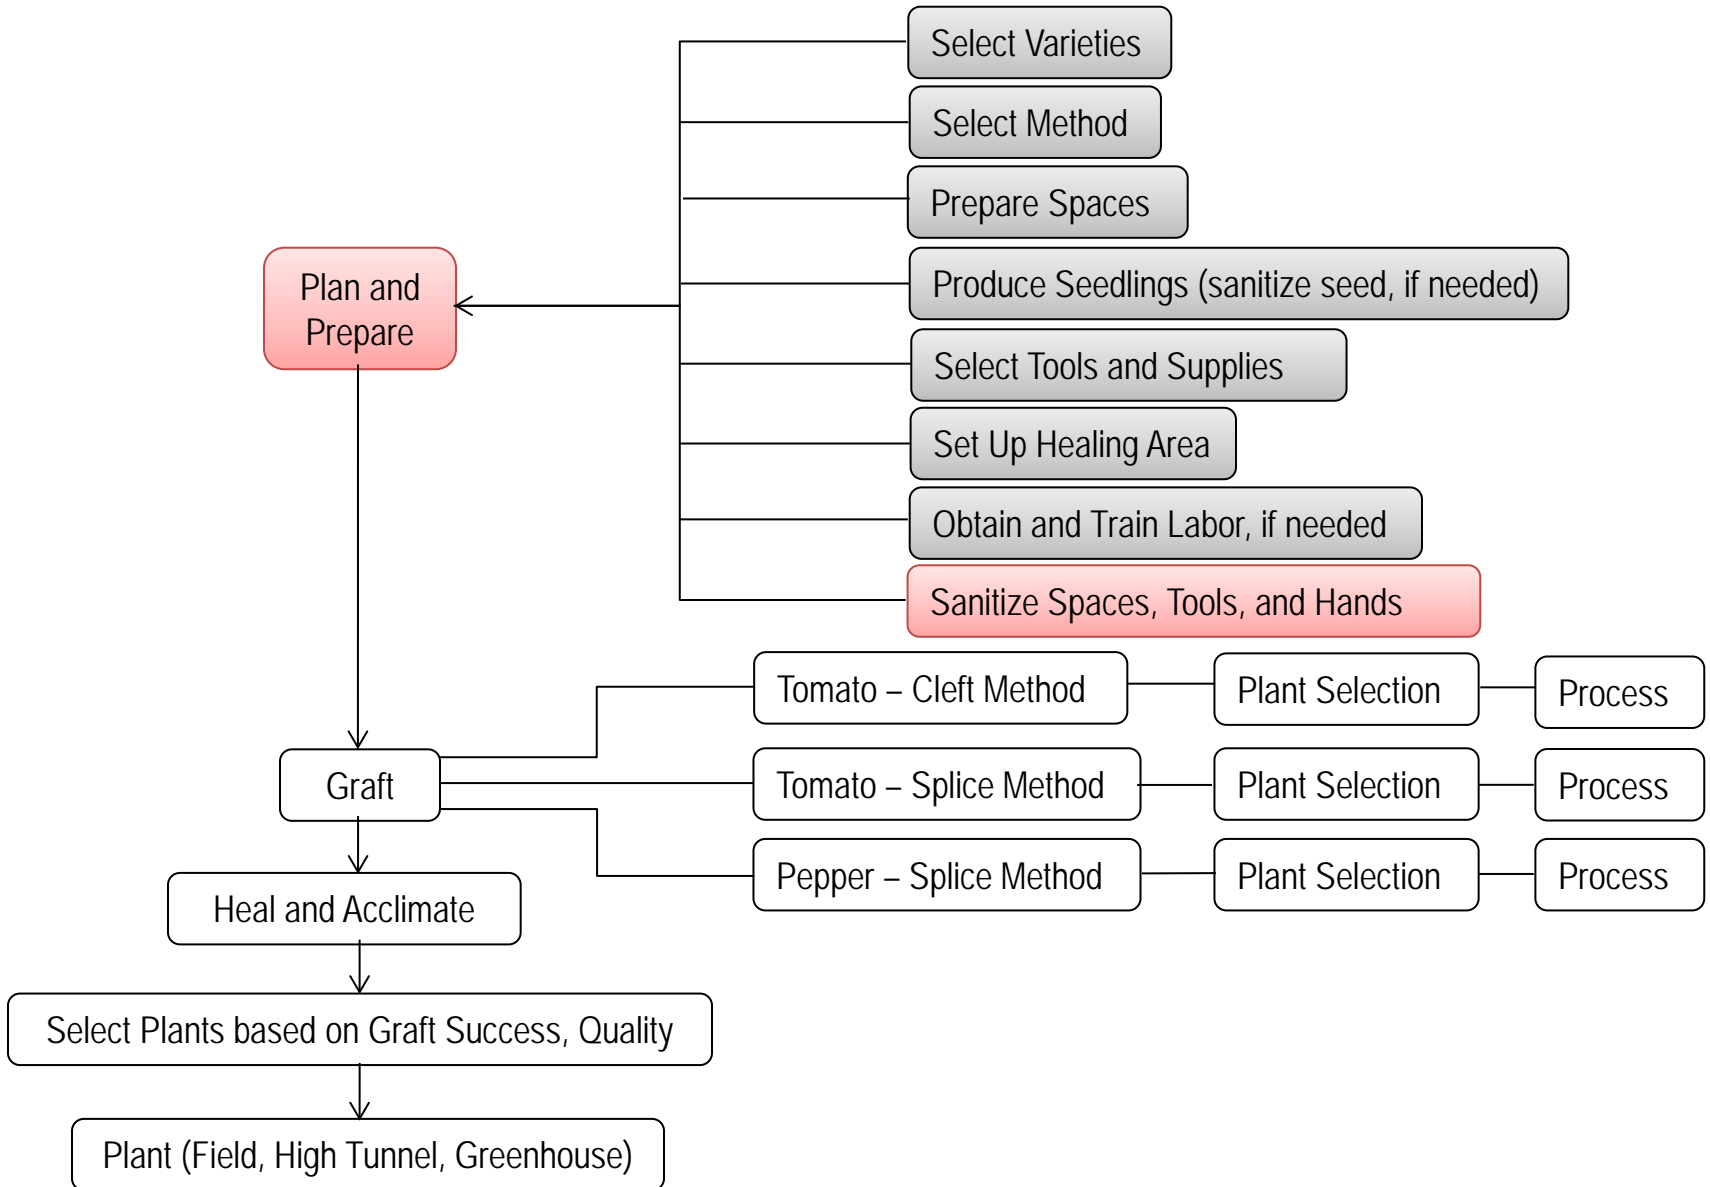 Select Varieties
Select Method
Prepare Spaces
Produce Seedlings (sanitize seed, if needed)
Select Tools and Supplies
Set Up Healing Area
Obtain and Train Labor, if needed
Sanitize Spaces, Tools, and Hands
Plan and
Prepare
Graft
Tomato – Cleft Method
Plant Selection
Process
Tomato – Splice Method
Plant Selection
Process
Pepper – Splice Method
Plant Selection
Process
Heal and Acclimate
Select Plants based on Graft Success, Quality
Plant (Field, High Tunnel, Greenhouse)